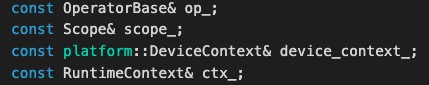 const OperatorBase& op_;
const Scope& scope_;
const platform::DeviceContext& device_context_;
const RuntimeContext& ctx_;